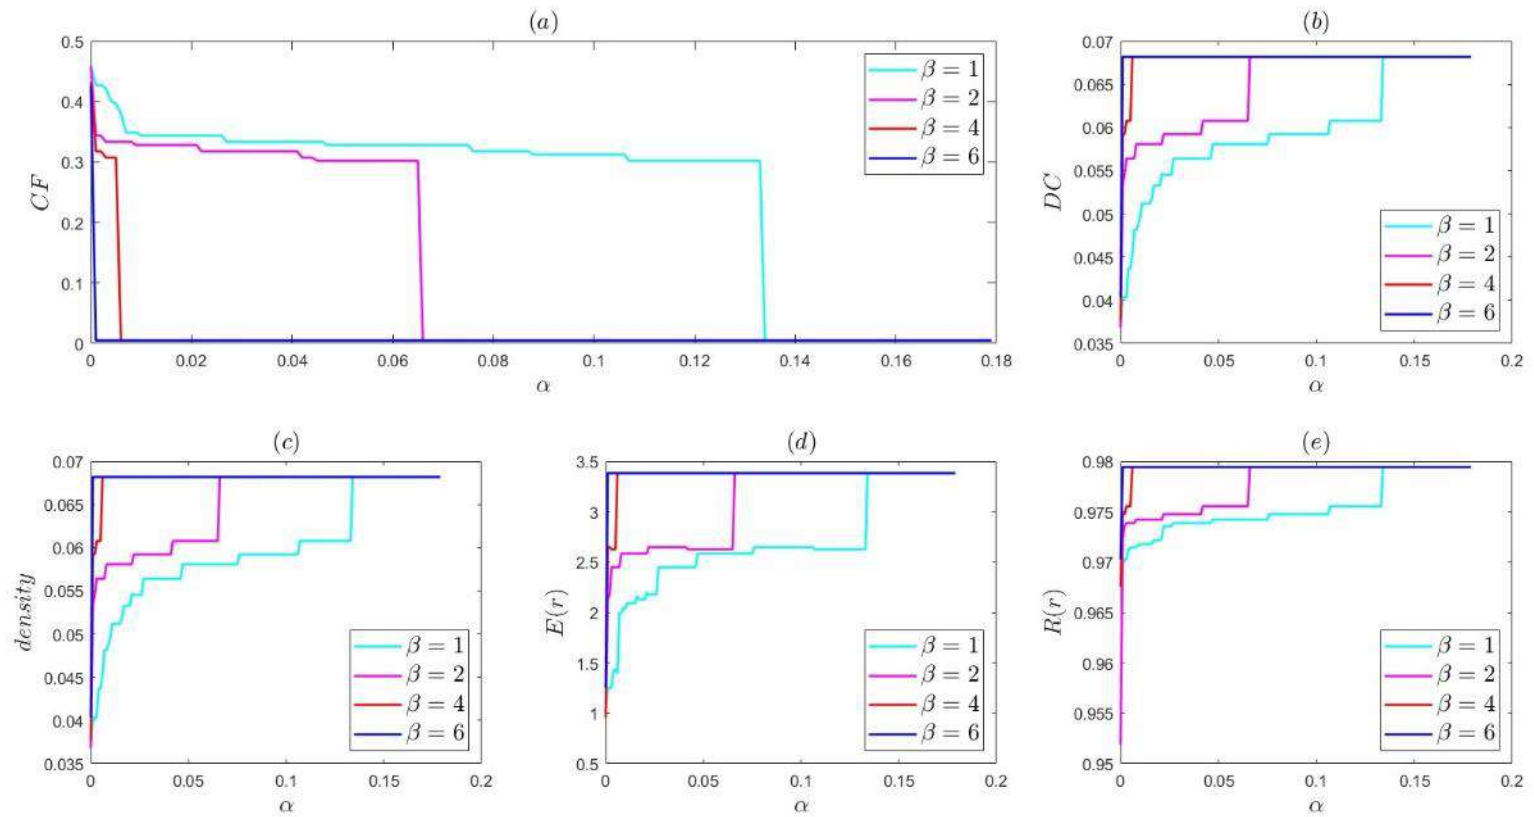 (a)
0.5
0.4
0.3
0.2
0.1
0
CF
0 0.02 0.04 0.06 0.08 0.1 0.12 0.14 0.16 0.18
α
β = 1
β = 2
β = 4
β = 6
(b)
0.07
0.065
0.06
0.055
0.05
0.045
0.04
0.035
DC
0 0.05 0.1 0.15 0.2
α
β = 1
β = 2
β = 4
β = 6
(c)
0.07
0.065
0.06
0.055
0.05
0.045
0.04
0.035
density
0 0.05 0.1 0.15 0.2
α
β = 1
β = 2
β = 4
β = 6
(d)
3.5
3
2.5
2
1.5
1
0.5
E(r)
0 0.05 0.1 0.15 0.2
α
β = 1
β = 2
β = 4
β = 6
(e)
0.98
0.975
0.97
0.965
0.96
0.955
0.95
R(r)
0 0.05 0.1 0.15 0.2
α
β = 1
β = 2
β = 4
β = 6